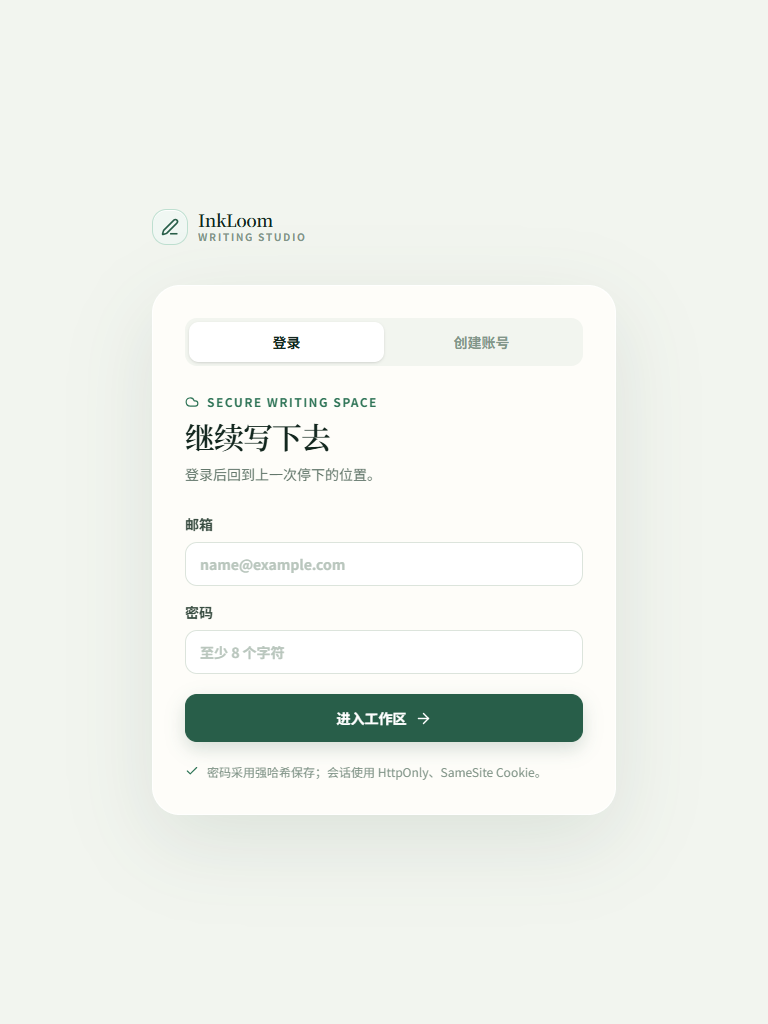 InkLoom
WRITING STUDIO
登录
创建账号
SECURE WRITING SPACE
继续写下去
登录后回到上一次停下的位置。
邮箱
name@example.com
密码
至少 8 个字符
进入工作区
密码采用强哈希保存；会话使用 HttpOnly、SameSite Cookie。